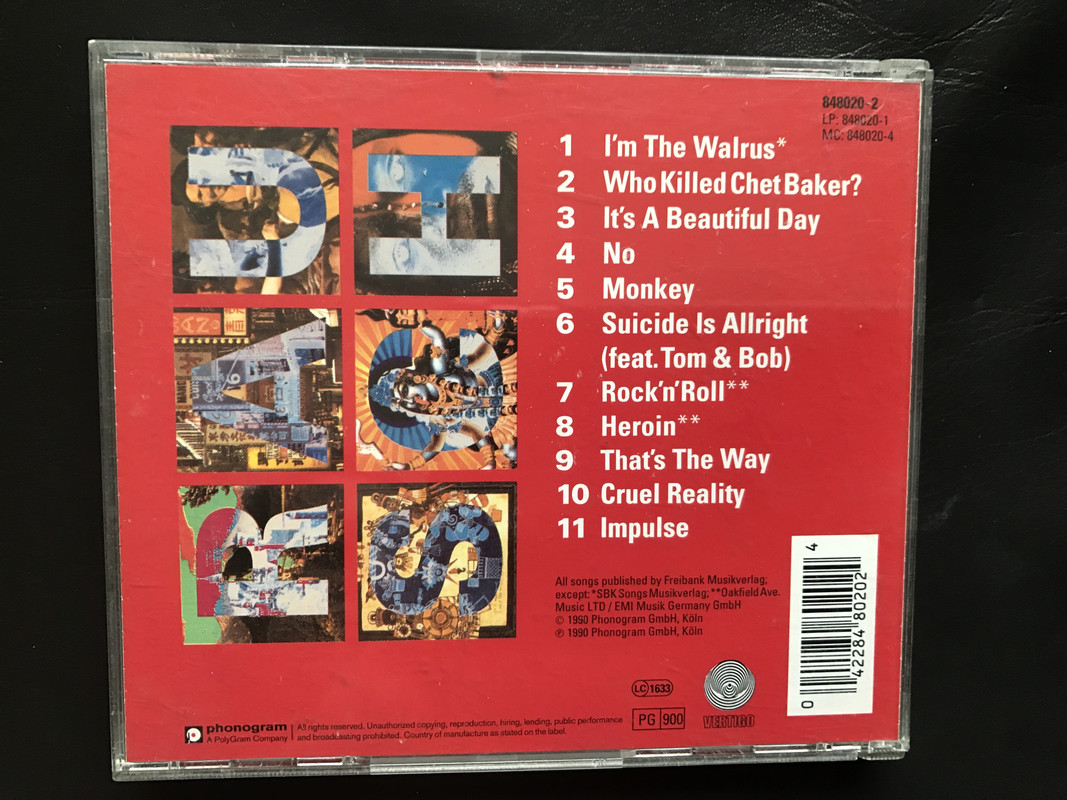 848020-2
LP: 848020-1
MC: 848020-4
1 I'm The Walrus*
2 Who Killed Chet Baker?
3 It's A Beautiful Day
4 No
5 Monkey
6 Suicide Is Allright
(feat. Tom & Bob)
7 Rock'n'Roll**
8 Heroin**
9 That's The Way
10 Cruel Reality
11 Impulse
All songs published by Freibank Musikverlag;
except: *SBK Songs Musikverlag; **Oakfield Ave.
Music LTD / EMI Musik Germany GmbH
© 1990 Phonogram GmbH, Köln
℗ 1990 Phonogram GmbH, Köln
0 42284 80202 4
LC 1633
PG 900
VERTIGO
phonogram
A PolyGram Company
All rights reserved. Unauthorized copying, reproduction, hiring, lending, public performance
and broadcasting prohibited. Country of manufacture as stated on the label.